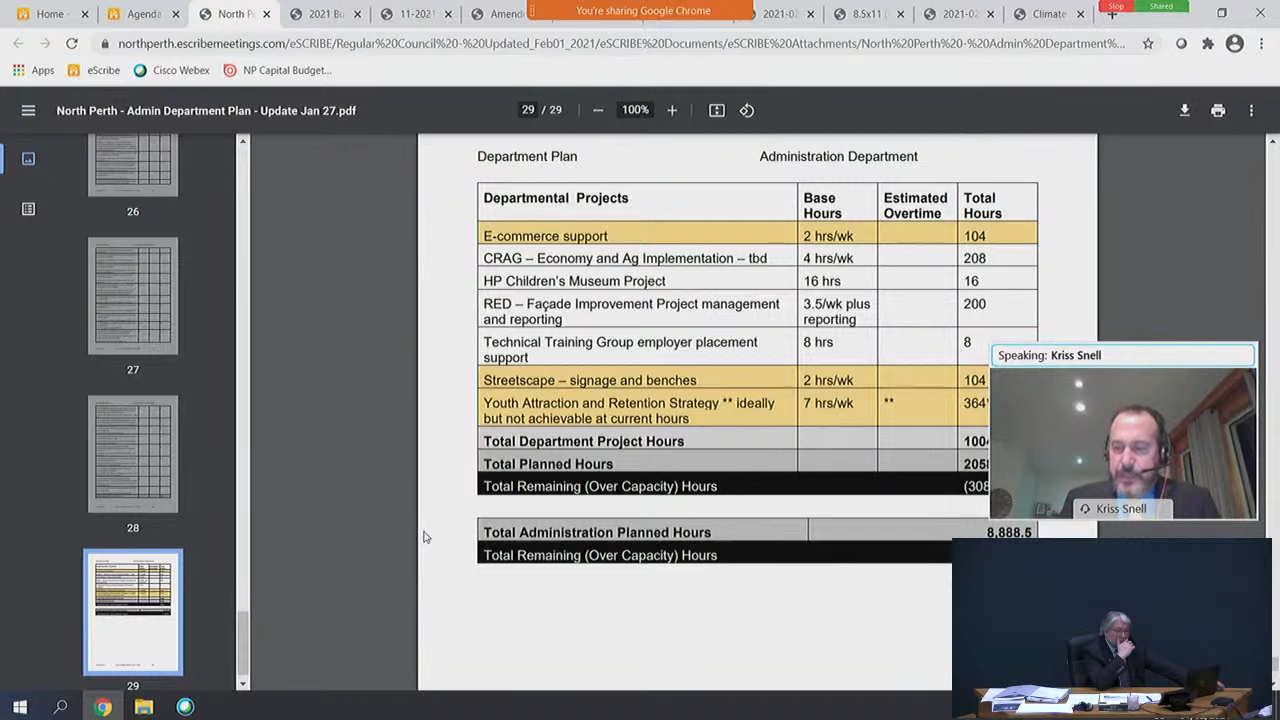 Home -
Agenda
North P
2021 Bu
11-2021
Amend
You're sharing Google Chrome
2021-02
8.5x11 (
2021-02
Climate
Stop
Shared
northperth.escribemeetings.com/eSCRIBE/Regular%20Council%20-%20Updated_Feb01_2021/eSCRIBE%20Documents/eSCRIBE%20Attachments/North%20Perth%20-%20Admin%20Department%...
Apps
eScribe
Cisco Webex
NP Capital Budget...
North Perth - Admin Department Plan - Update Jan 27.pdf
29 / 29
100%
26
27
28
29
Department Plan Administration Department
Departmental Projects Base Hours Estimated Overtime Total Hours
E-commerce support 2 hrs/wk 104
CRAG – Economy and Ag Implementation – tbd 4 hrs/wk 208
HP Children's Museum Project 16 hrs 16
RED – Façade Improvement Project management 3.5/wk plus 200
and reporting reporting
Technical Training Group employer placement 8 hrs 8
support
Streetscape – signage and benches 2 hrs/wk 104
Youth Attraction and Retention Strategy ** ideally 7 hrs/wk ** 364
but not achievable at current hours
Total Department Project Hours 1004
Total Planned Hours 205
Total Remaining (Over Capacity) Hours (308
Total Administration Planned Hours 8,888.5
Total Remaining (Over Capacity) Hours
Speaking: Kriss Snell
Kriss Snell